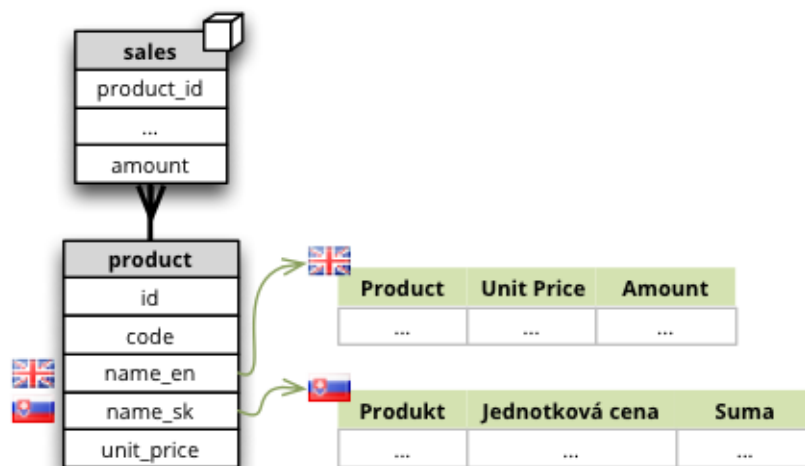 sales
product_id
...
amount
product
id
code
name_en
name_sk
unit_price
Product Unit Price Amount
... ... ...
Produkt Jednotková cena Suma
... ... ...